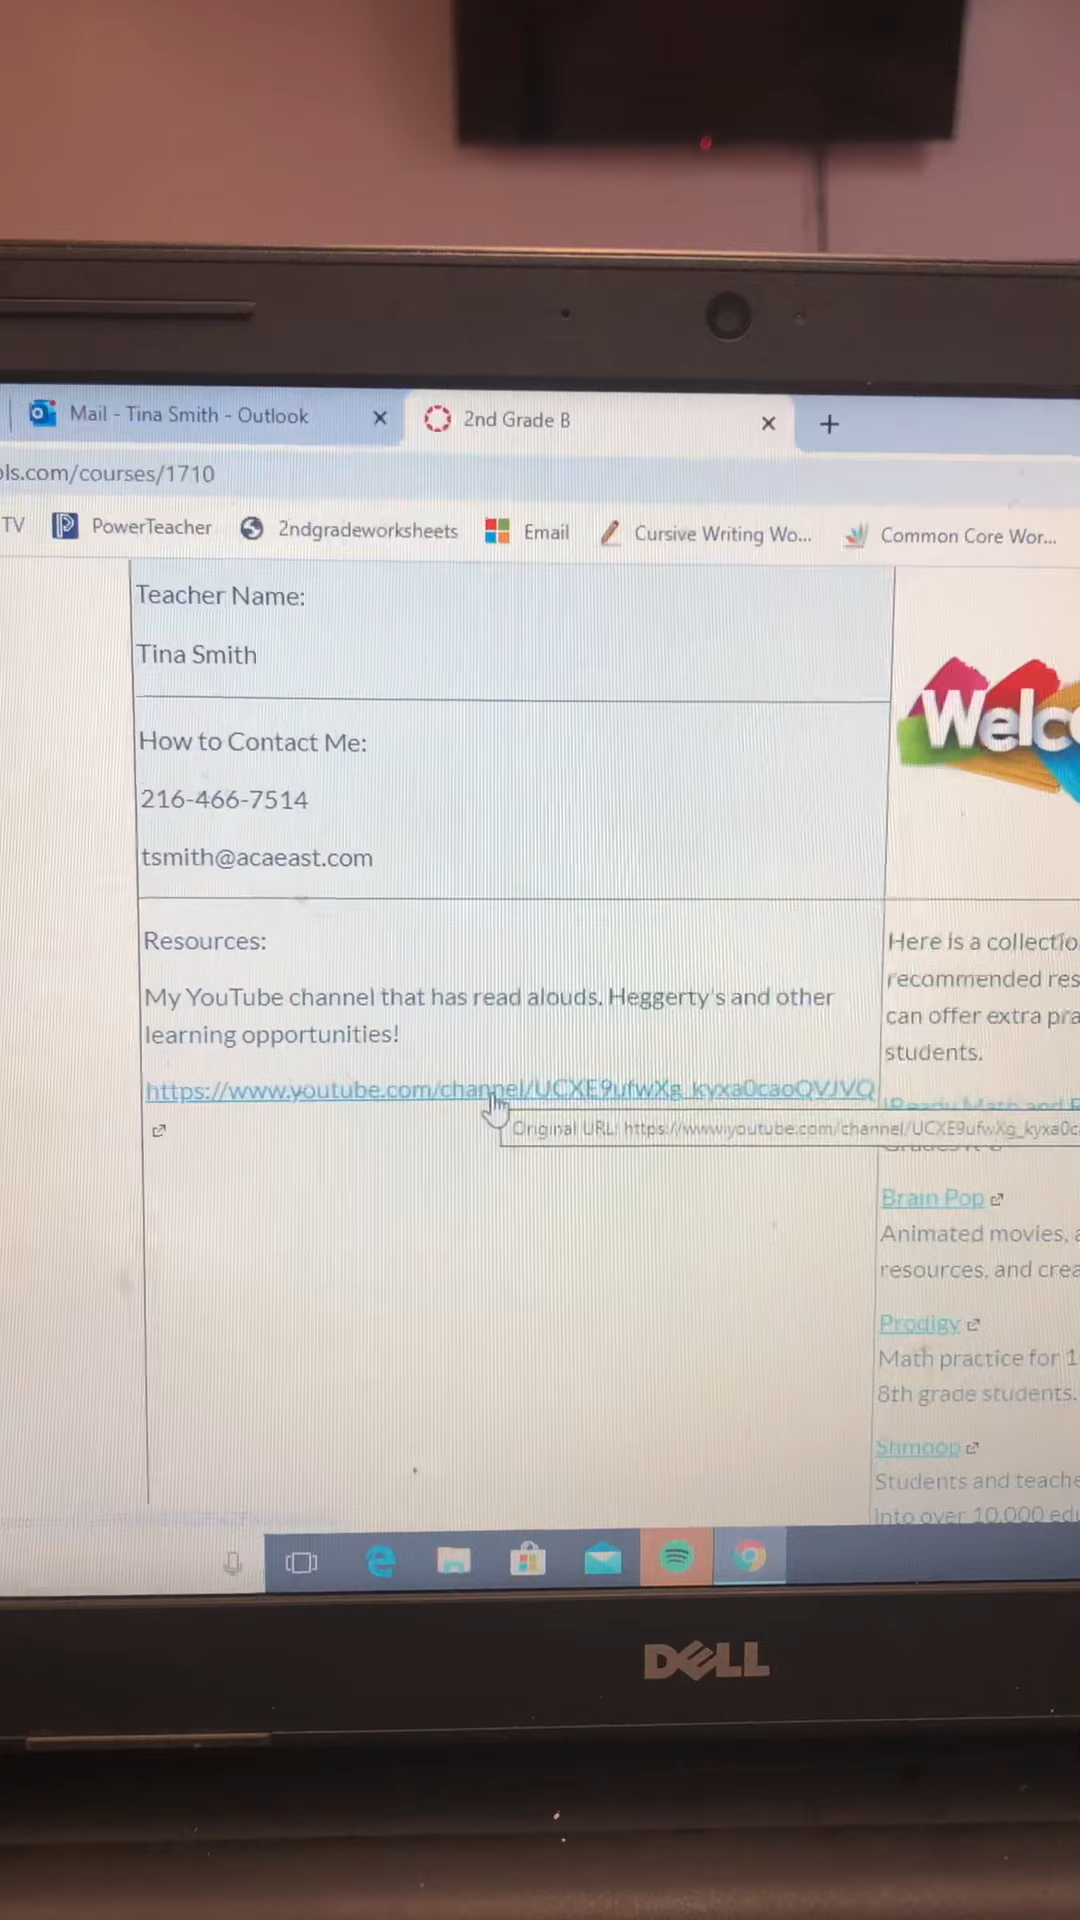 Mail - Tina Smith - Outlook
2nd Grade B
ols.com/courses/1710
TV PowerTeacher 2ndgradeworksheets Email Cursive Writing Wo... Common Core Wor...
Teacher Name:
Tina Smith
How to Contact Me:
216-466-7514
tsmith@acaeast.com
Resources:
My YouTube channel that has read alouds, Heggerty's and other
learning opportunities!
https://www.youtube.com/channel/UCXE9ufwXg_kyxa0caoQVJVQ
Original URL: https://www.youtube.com/channel/UCXE9ufwXg_kyxa0c
Welc
Here is a collectio
recommended res
can offer extra pra
students.
Brain Pop
Animated movies, a
resources, and crea
Prodigy
Math practice for 1
8th grade students.
Shmoop
Students and teache
Into over 10,000 edu
DELL